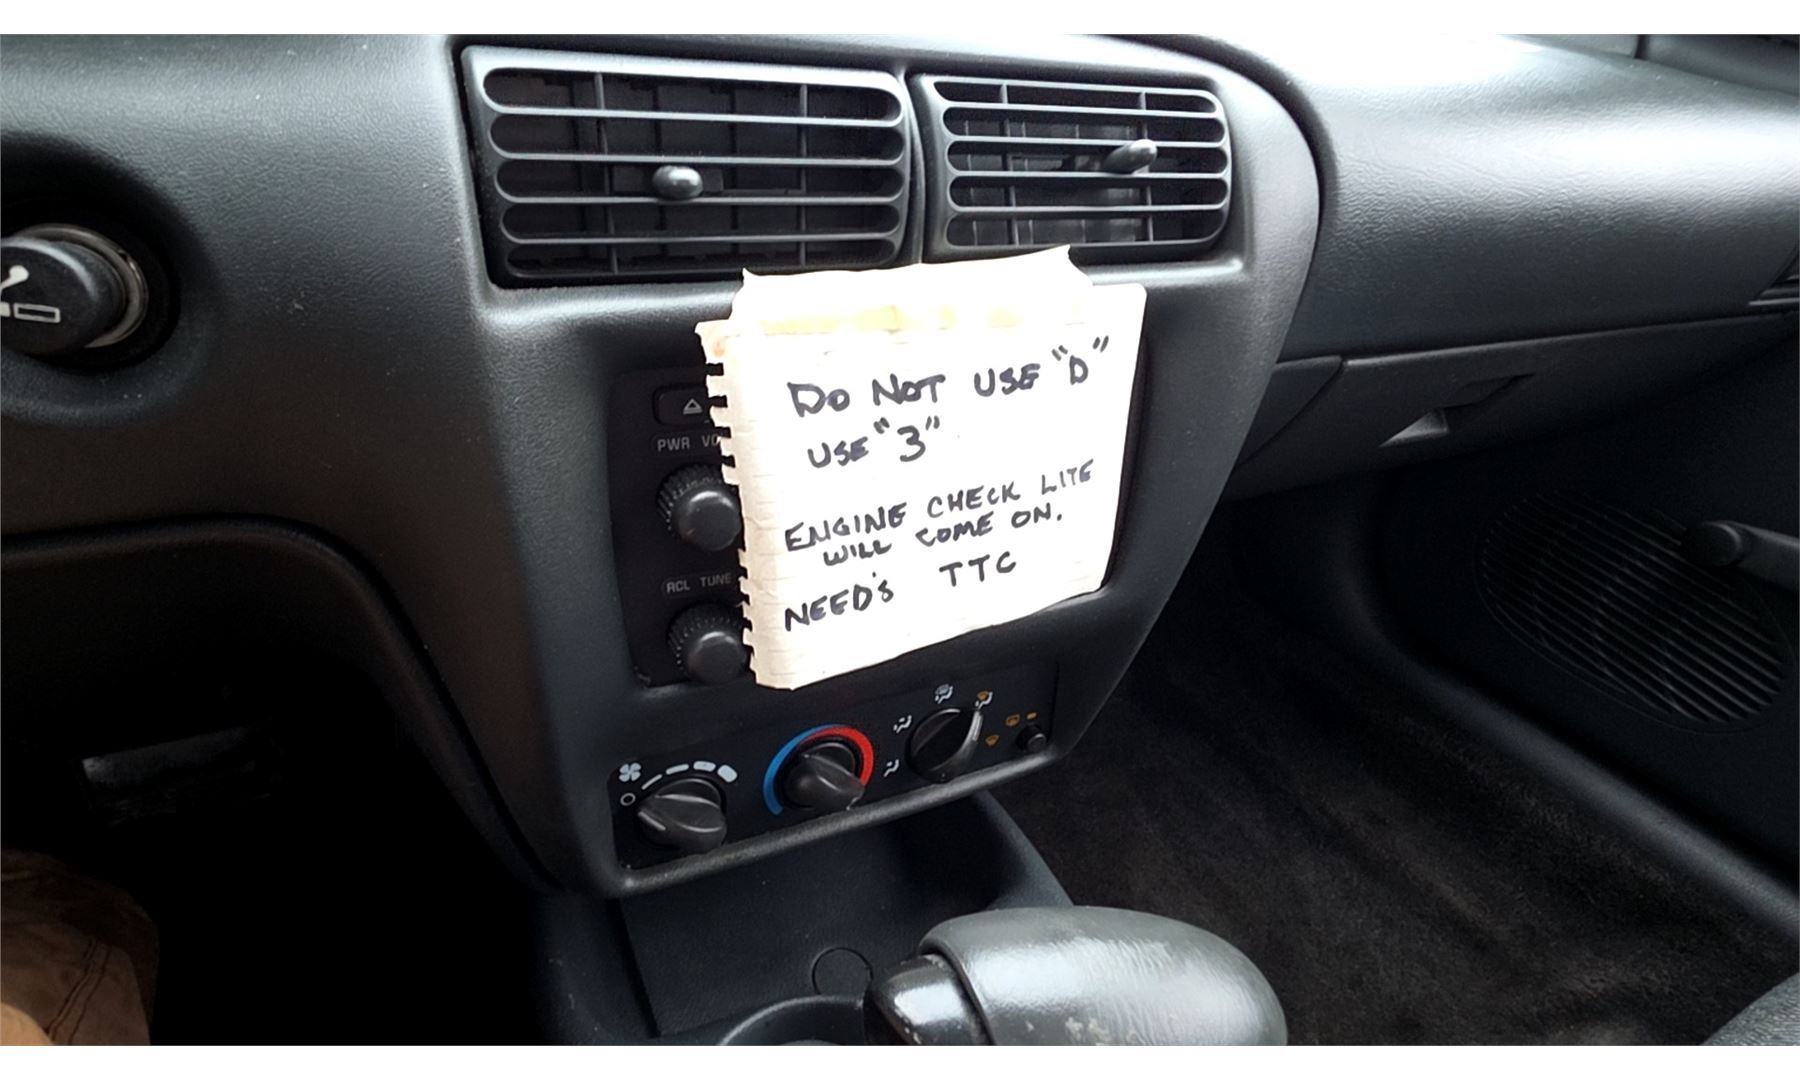 DO NOT USE "D"
USE "3"
ENGINE CHECK LITE
WILL COME ON.
NEED'S TTC
PWR VO
RCL TUNE